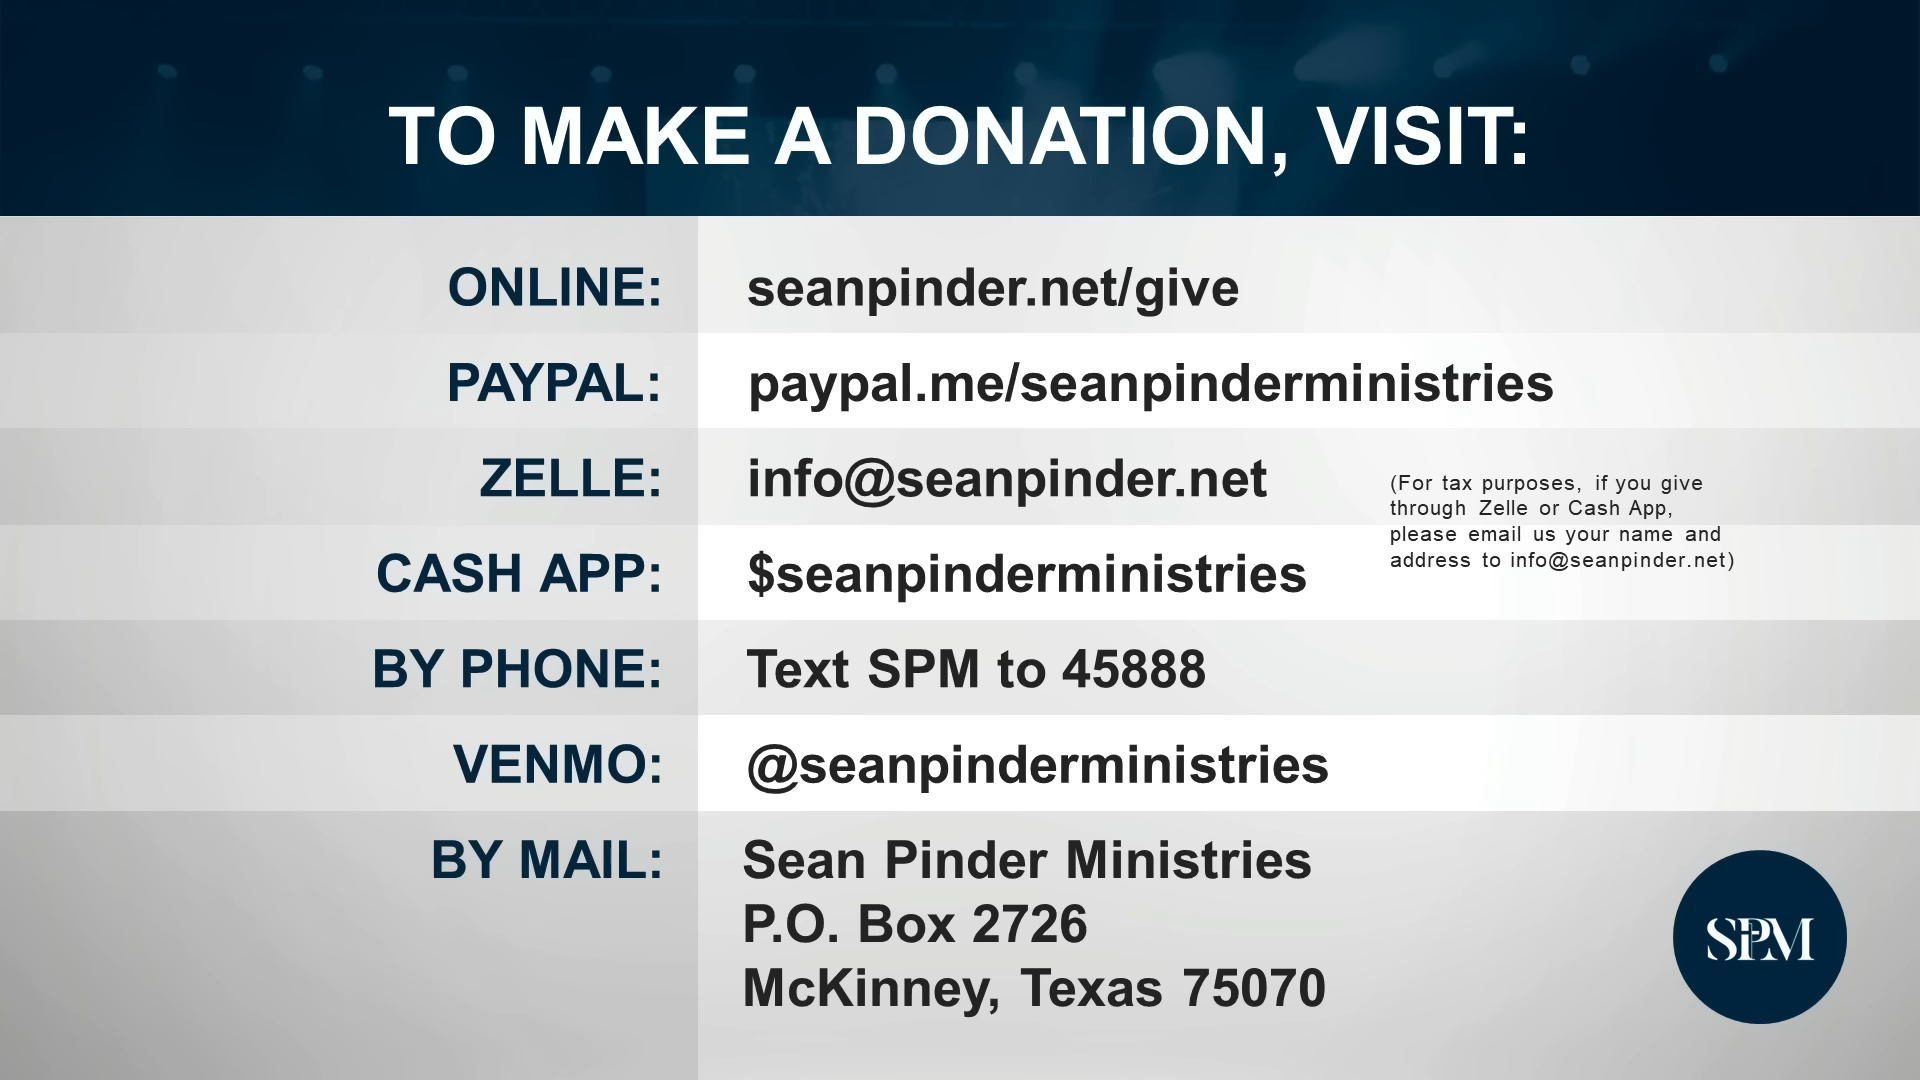 TO MAKE A DONATION, VISIT:
ONLINE: seanpinder.net/give
PAYPAL: paypal.me/seanpinderministries
ZELLE: info@seanpinder.net
CASH APP: $seanpinderministries
(For tax purposes, if you give
through Zelle or Cash App,
please email us your name and
address to info@seanpinder.net)
BY PHONE: Text SPM to 45888
VENMO: @seanpinderministries
BY MAIL: Sean Pinder Ministries
P.O. Box 2726
McKinney, Texas 75070
SPM